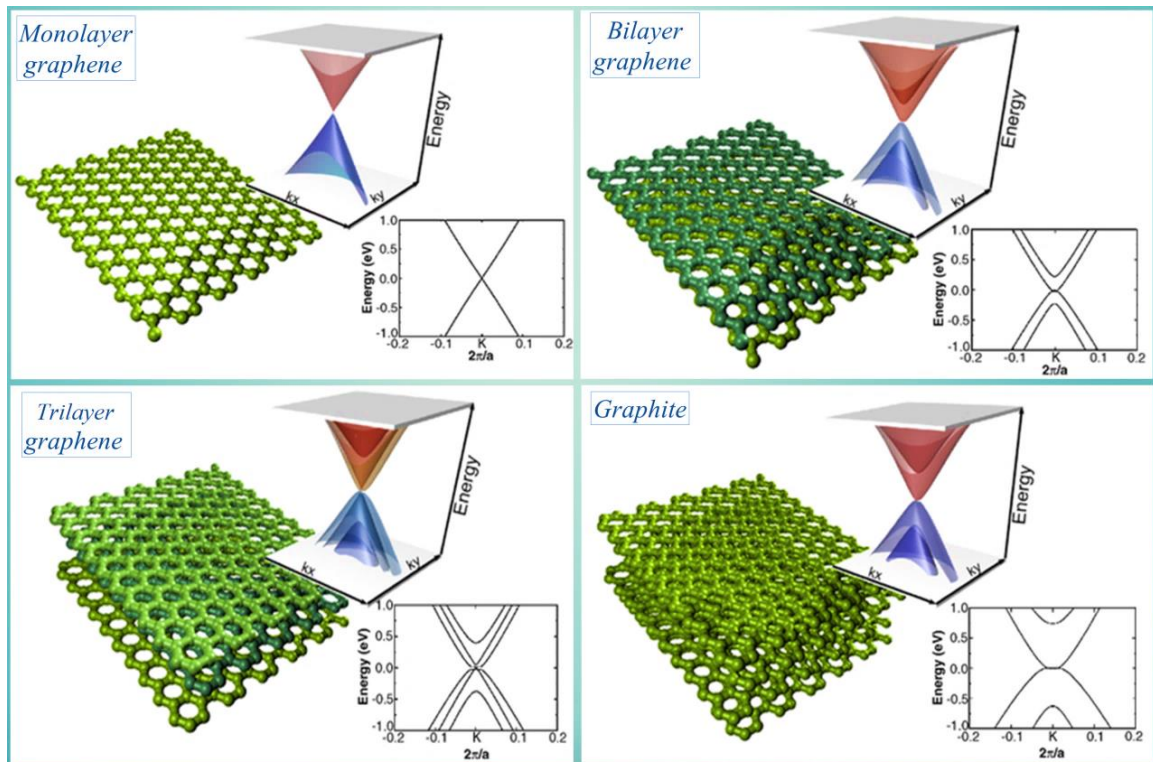 Monolayer
graphene
Energy
kx
ky
Energy (eV)
1.0
0.5
0.0
-0.5
-1.0
-0.2 -0.1 K 0.1 0.2
2π/a
Bilayer
graphene
Energy
kx
ky
Energy (eV)
1.0
0.5
0.0
-0.5
-1.0
-0.2 -0.1 K 0.1 0.2
2π/a
Trilayer
graphene
Energy
kx
ky
Energy (eV)
1.0
0.5
0.0
-0.5
-1.0
-0.2 -0.1 K 0.1 0.2
2π/a
Graphite
Energy
kx
ky
Energy (eV)
1.0
0.5
0.0
-0.5
-1.0
-0.2 -0.1 K 0.1 0.2
2π/a